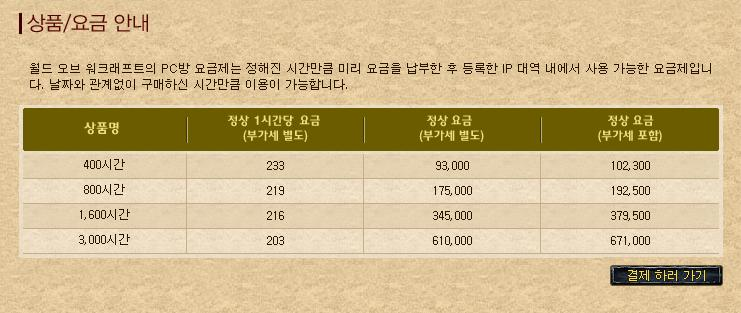 상품/요금 안내
월드 오브 워크래프트의 PC방 요금제는 정해진 시간만큼 미리 요금을 납부한 후 등록한 IP 대역 내에서 사용 가능한 요금제입니
다. 날짜와 관계없이 구매하신 시간만큼 이용이 가능합니다.
상품명 정상 1시간당 요금 (부가세 별도) 정상 요금 (부가세 별도) 정상 요금 (부가세 포함)
400시간 233 93,000 102,300
800시간 219 175,000 192,500
1,600시간 216 345,000 379,500
3,000시간 203 610,000 671,000
결제 하러 가기